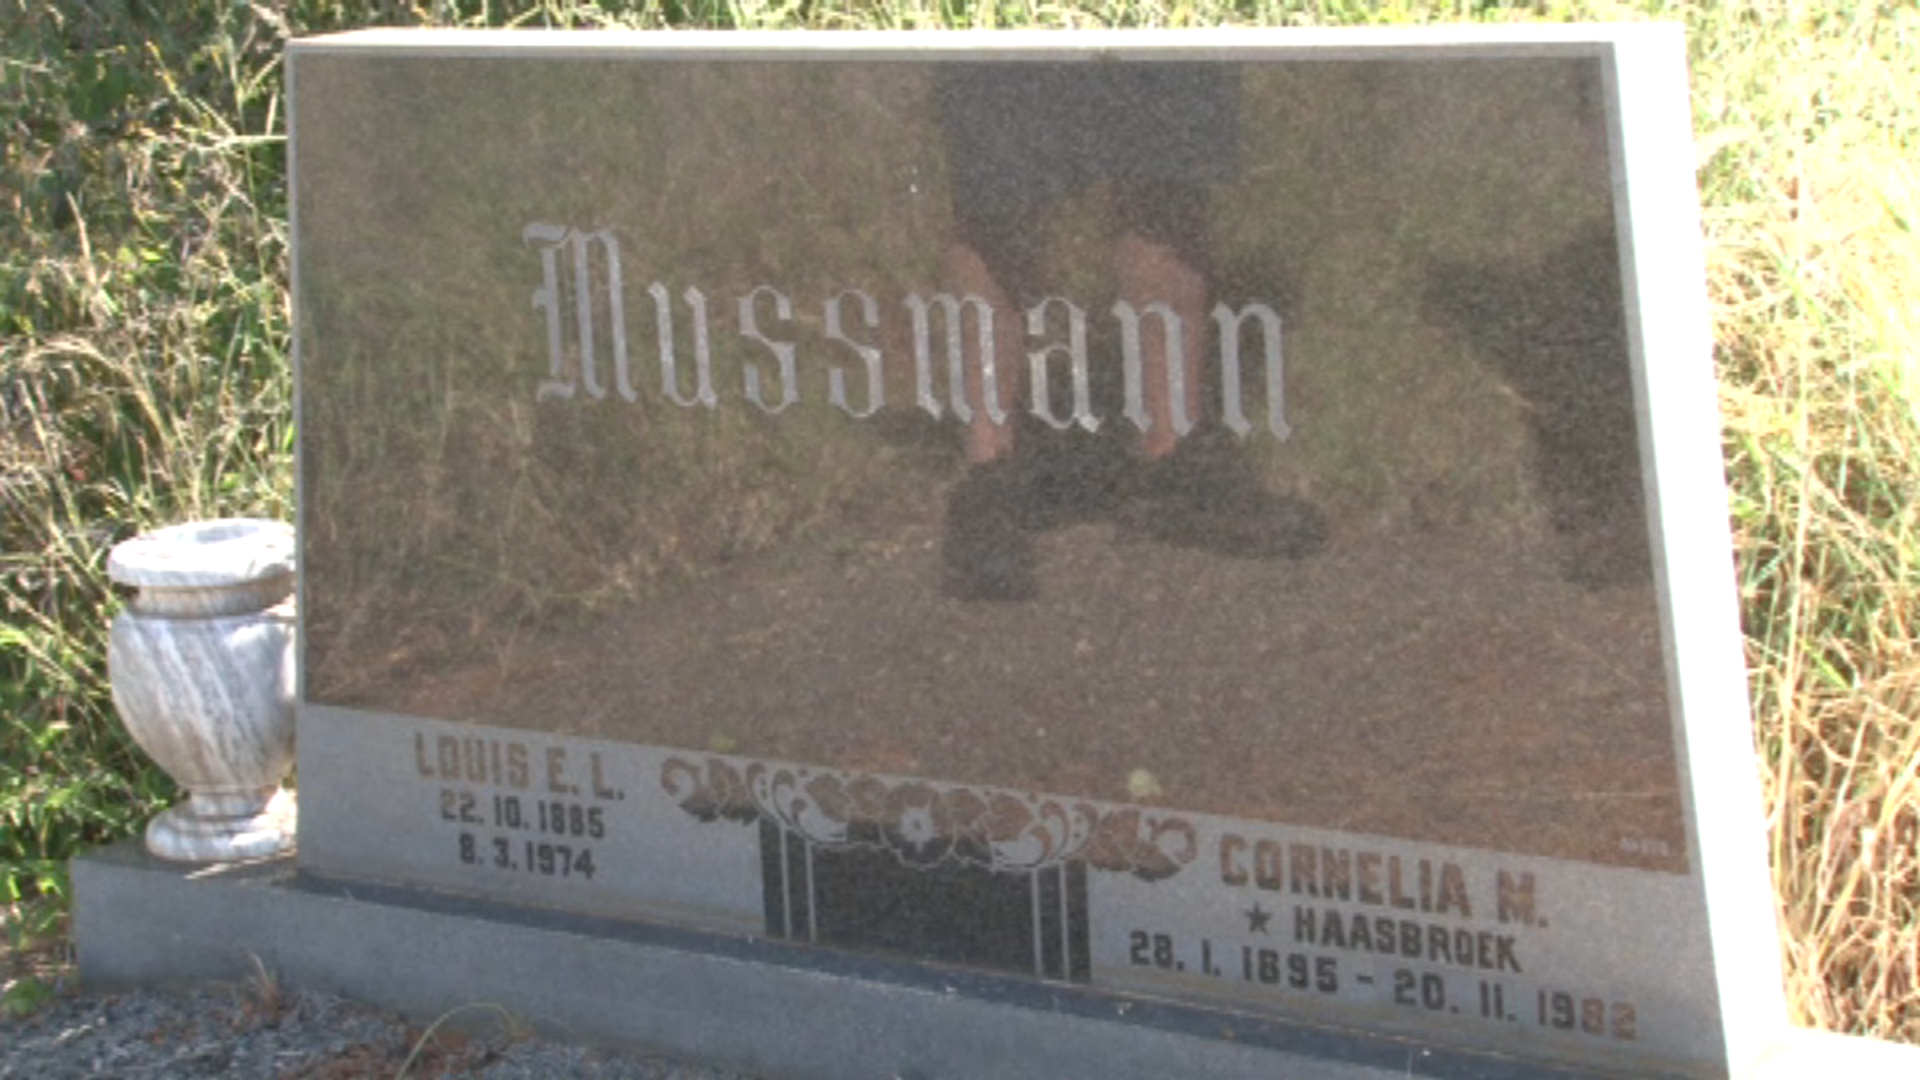 Mussmann
LOUIS E. L.
22. 10. 1885
8. 3. 1974
CORNELIA M.
★ HAASBROEK
28. 1. 1895 - 20. 11. 1982